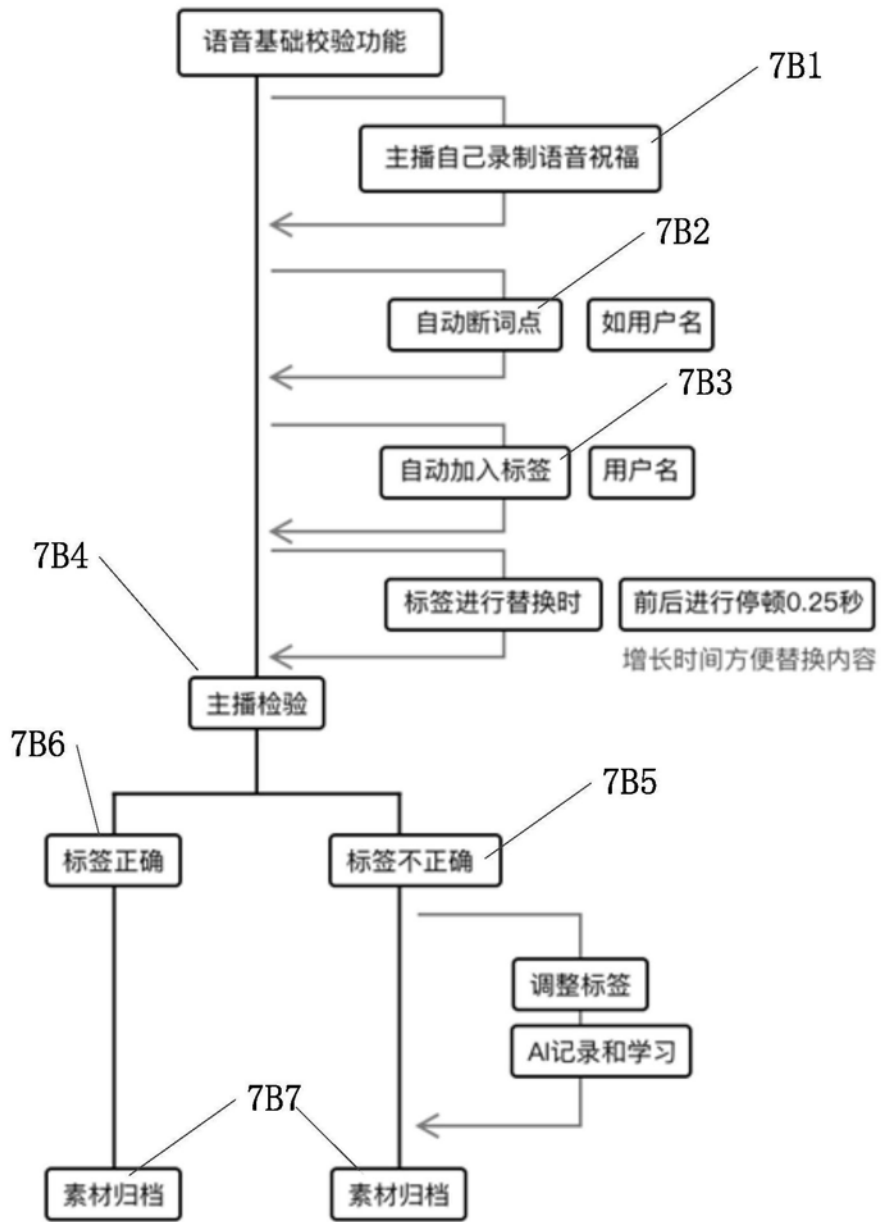 语音基础校验功能
7B1
主播自己录制语音祝福
7B2
自动断词点
如用户名
7B3
自动加入标签
用户名
7B4
标签进行替换时
前后进行停顿0.25秒
增长时间方便替换内容
主播检验
7B6
7B5
标签正确
标签不正确
调整标签
AI记录和学习
7B7
素材归档
素材归档